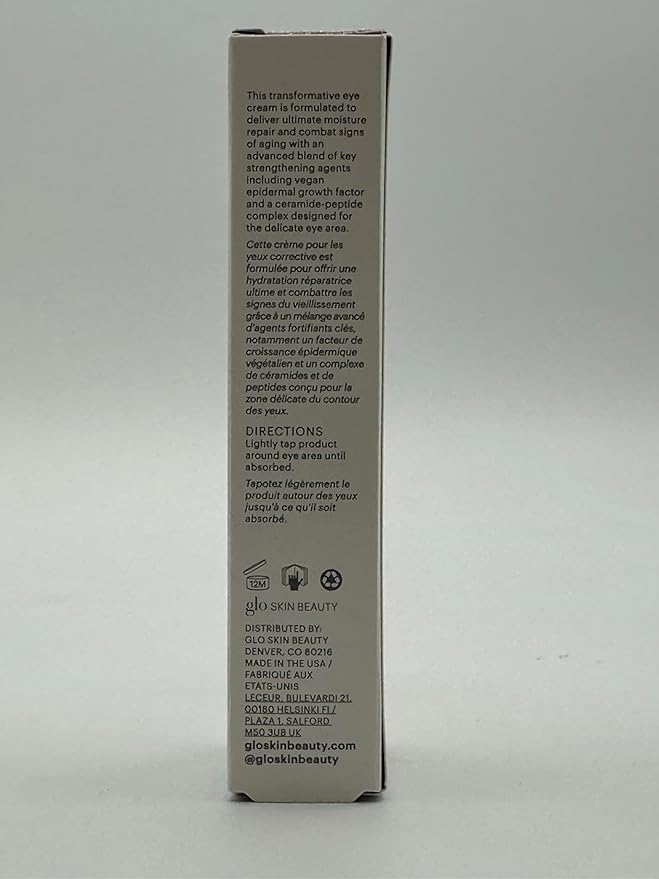 This transformative eye
cream is formulated to
deliver ultimate moisture
repair and combat signs
of aging with an
advanced blend of key
strengthening agents
including vegan
epidermal growth factor
and a ceramide-peptide
complex designed for
the delicate eye area.
Cette crème pour les
yeux corrective est
formulée pour offrir une
hydratation réparatrice
ultime et combattre les
signes du vieillissement
grâce à un mélange avancé
d'agents fortifiants clés,
notamment un facteur de
croissance épidermique
végétalien et un complexe
de céramides et de
peptides conçu pour la
zone délicate du contour
des yeux.
DIRECTIONS
Lightly tap product
around eye area until
absorbed.
Tapotez légèrement le
produit autour des yeux
jusqu'à ce qu'il soit
absorbé.
12M
glo SKIN BEAUTY
DISTRIBUTED BY:
GLO SKIN BEAUTY
DENVER, CO 80216
MADE IN THE USA /
FABRIQUÉ AUX
ETATS-UNIS
LECEUR, BULEVARDI 21,
00180 HELSINKI FI /
PLAZA 1, SALFORD
M50 3UB UK
gloskinbeauty.com
@gloskinbeauty